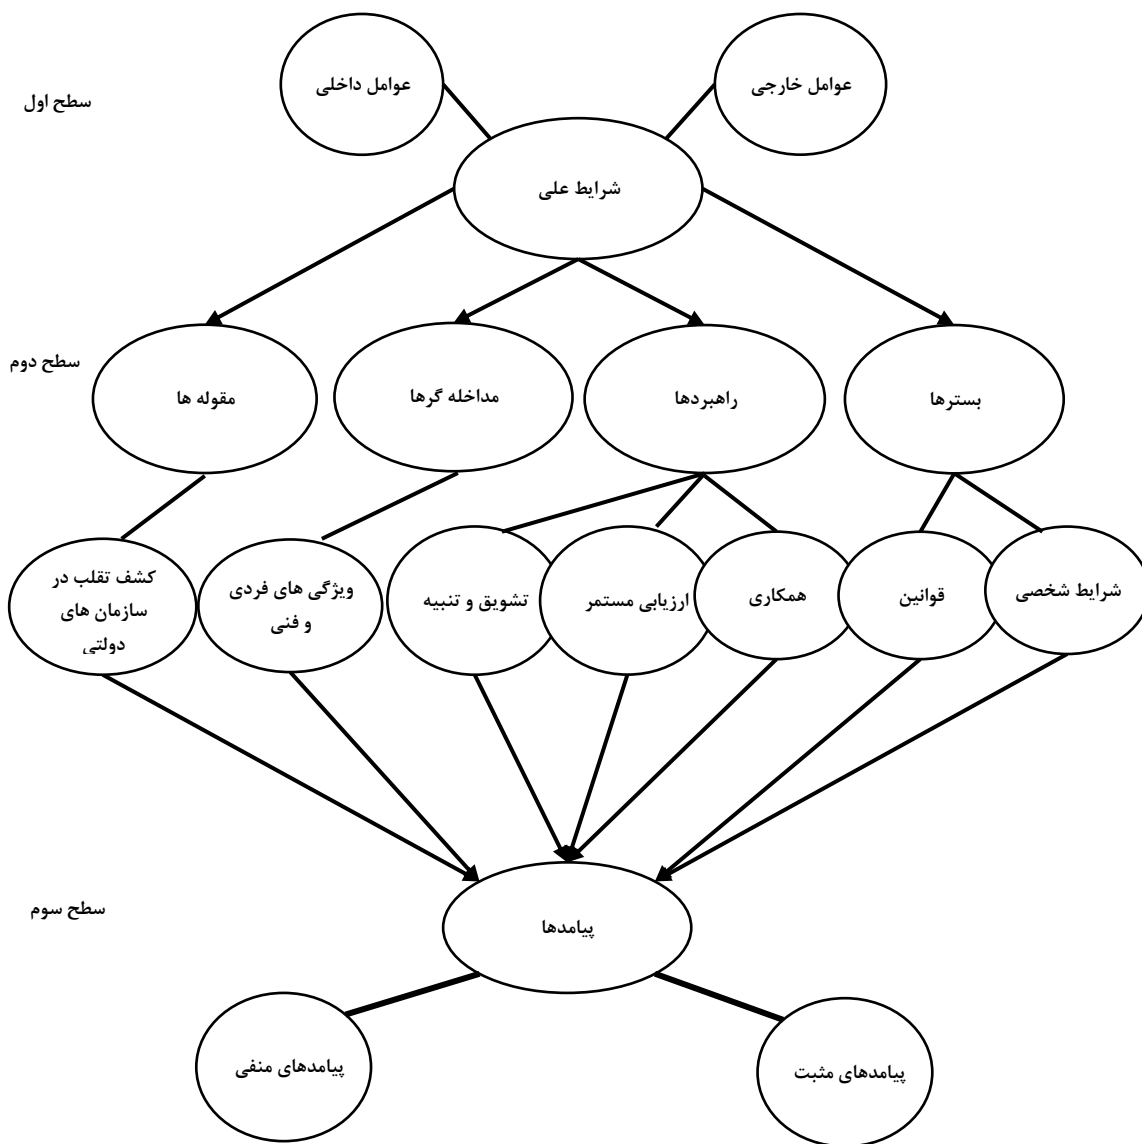 عوامل خارجی
عوامل داخلی
سطح اول
شرایط علی
سطح دوم
بسترها
راهبردها
مداخله گرها
مقوله ها
شرایط شخصی
قوانین
همکاری
ارزیابی مستمر
تشویق و تنبیه
ویژگی های فردی
و فنی
کشف تقلب در
سازمان های
دولتی
سطح سوم
پیامدها
پیامدهای مثبت
پیامدهای منفی